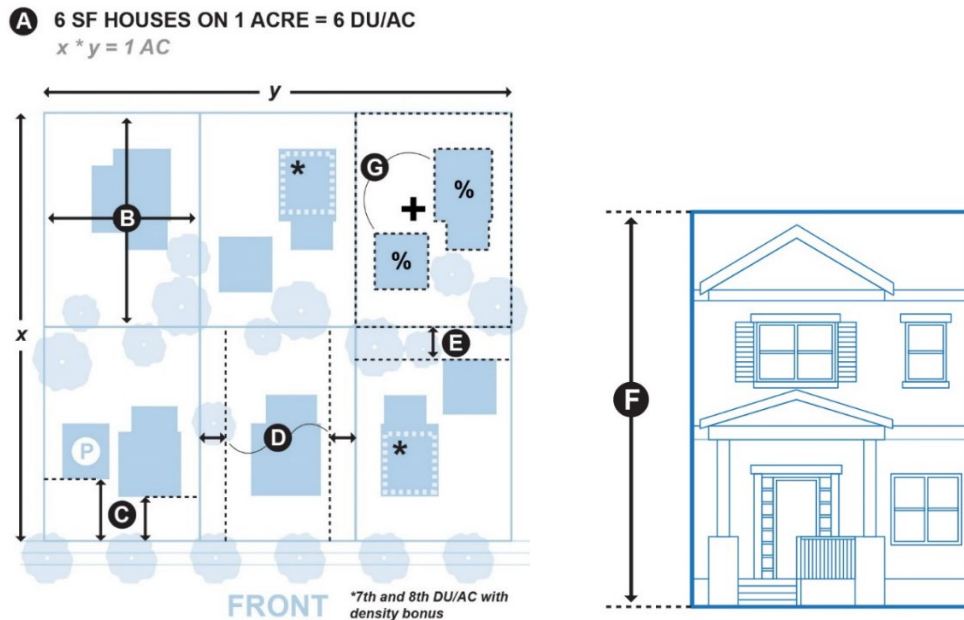 A 6 SF HOUSES ON 1 ACRE = 6 DU/AC
x * y = 1 AC
y
x
B
*
G
+
%
%
E
P
C
D
*
F
FRONT
*7th and 8th DU/AC with
density bonus